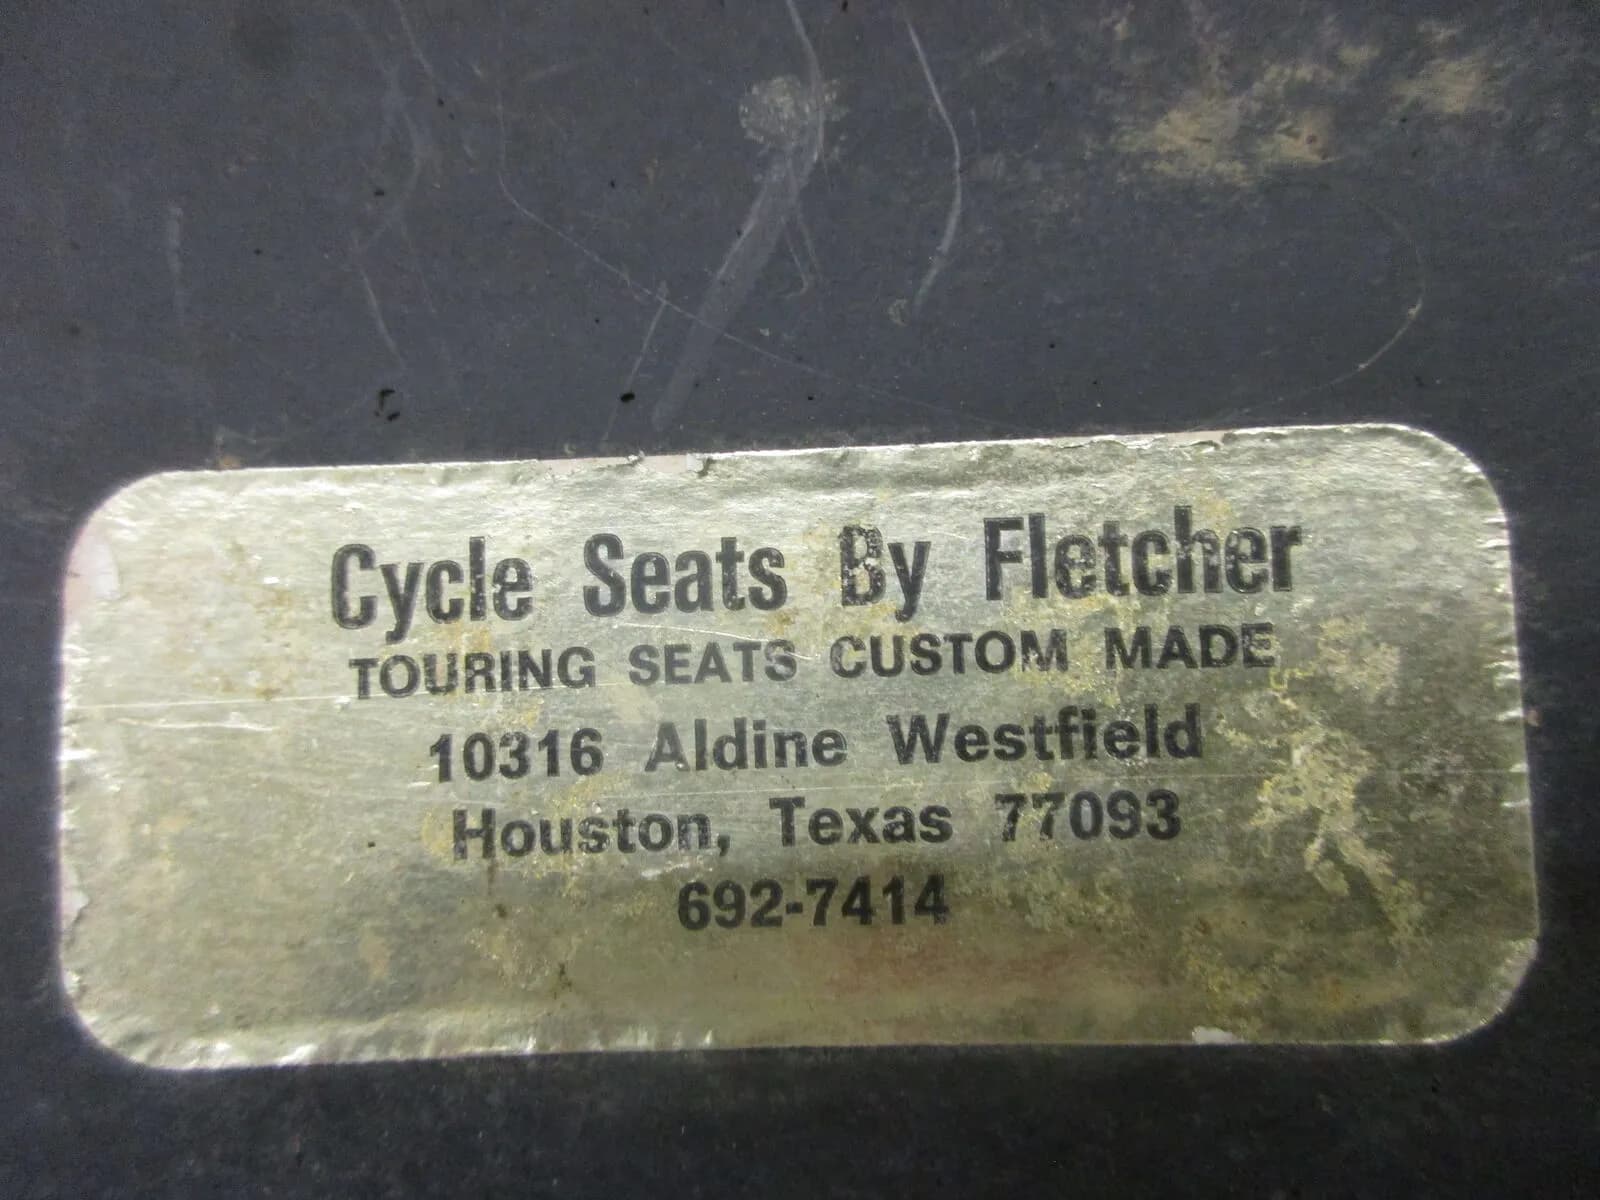 Cycle Seats By Fletcher
TOURING SEATS CUSTOM MADE
10316 Aldine Westfield
Houston, Texas 77093
692-7414